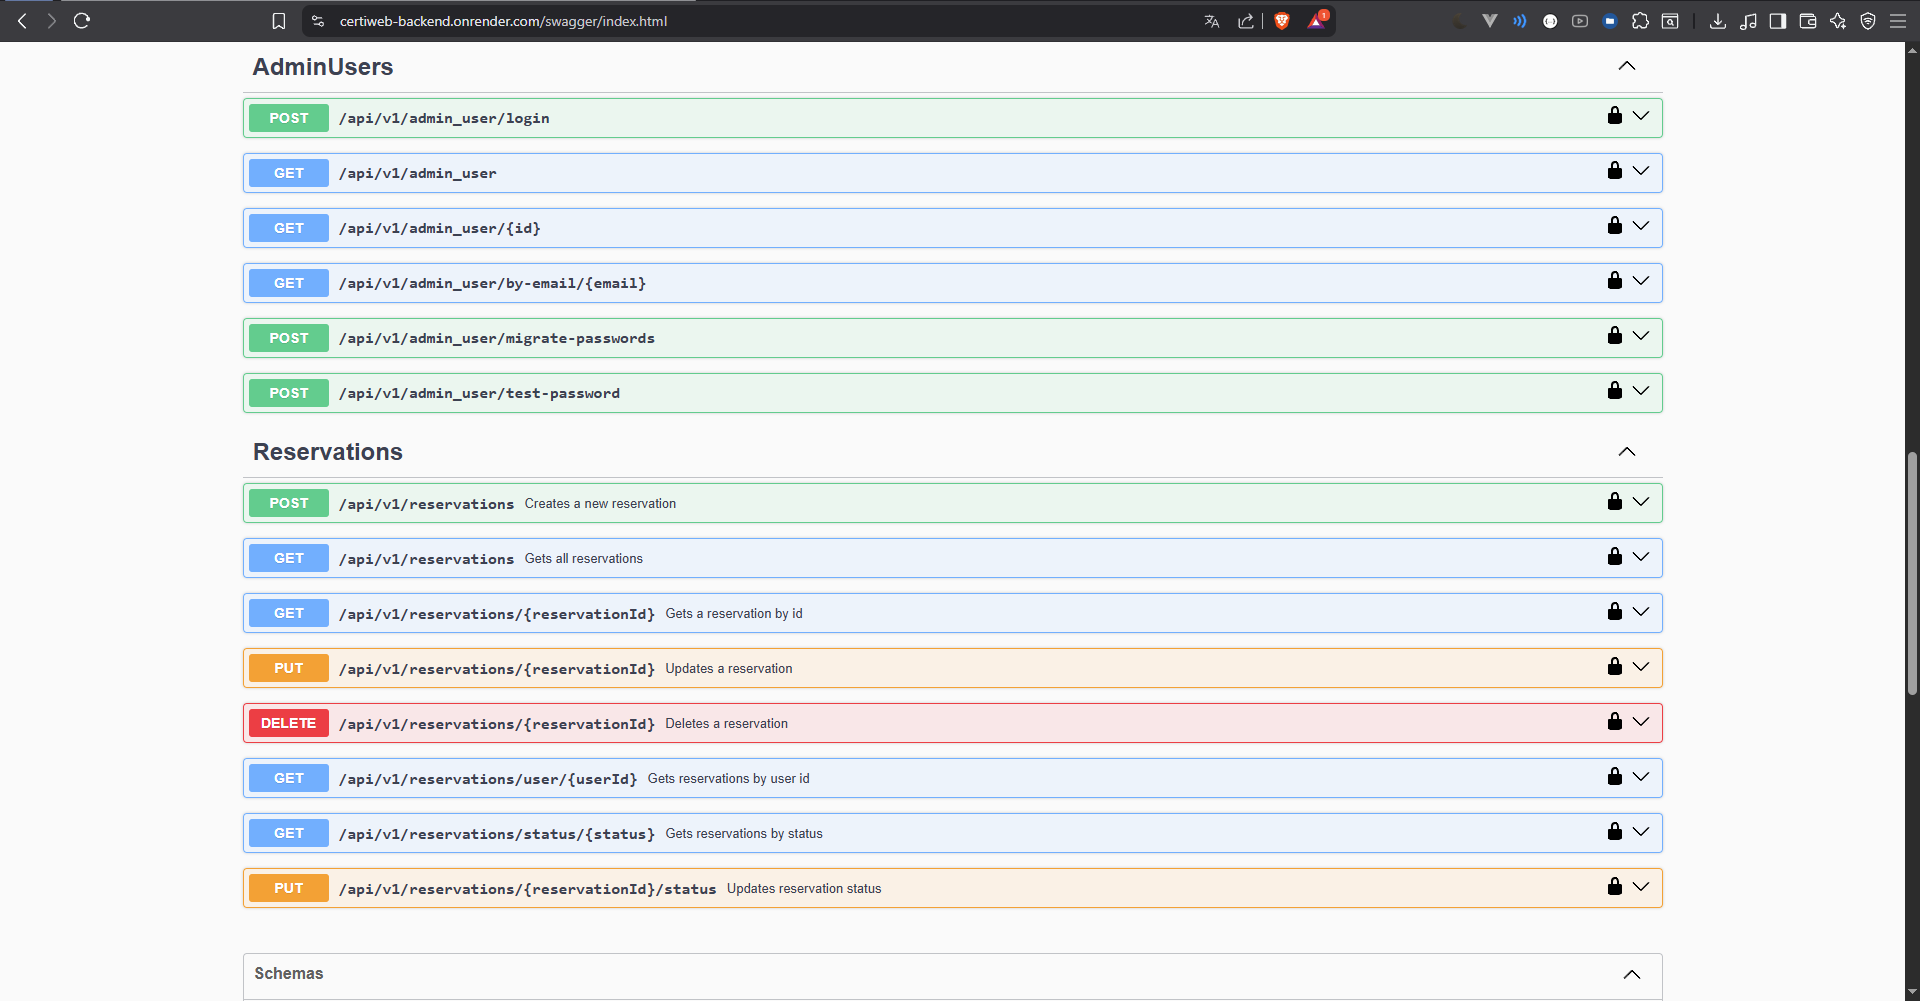 certiweb-backend.onrender.com/swagger/index.html
1
AdminUsers
POST /api/v1/admin_user/login
GET /api/v1/admin_user
GET /api/v1/admin_user/{id}
GET /api/v1/admin_user/by-email/{email}
POST /api/v1/admin_user/migrate-passwords
POST /api/v1/admin_user/test-password
Reservations
POST /api/v1/reservations Creates a new reservation
GET /api/v1/reservations Gets all reservations
GET /api/v1/reservations/{reservationId} Gets a reservation by id
PUT /api/v1/reservations/{reservationId} Updates a reservation
DELETE /api/v1/reservations/{reservationId} Deletes a reservation
GET /api/v1/reservations/user/{userId} Gets reservations by user id
GET /api/v1/reservations/status/{status} Gets reservations by status
PUT /api/v1/reservations/{reservationId}/status Updates reservation status
Schemas